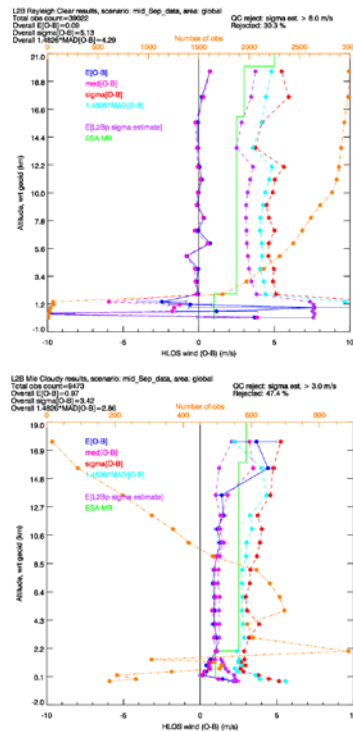 L2B Rayleigh Clear results, scenario: mid_Sep_data, area: global
Total obs count=39022
Overall E[O-B]=0.09
Overall sigma[O-B]=5.13
Overall 1.4826*MAD[O-B]=4.29
QC reject: sigma est. > 8.0 m/s
Rejected: 30.3 %
Number of obs
0 500 1000 1500 2000 2500 3000
E[O-B]
med[O-B]
sigma[O-B]
1.4826*MAD[O-B]
E[L2Bp sigma estimate]
ESA MR
Altitude, wrt geoid (km)
21.0
19.8
16.8
14.8
12.0
9.8
7.8
5.6
3.4
1.2
-1.0
-10 -5 0 5 10
HLOS wind (O-B) (m/s)
L2B Mie Cloudy results, scenario: mid_Sep_data, area: global
Total obs count=9473
Overall E[O-B]=0.97
Overall sigma[O-B]=3.42
Overall 1.4826*MAD[O-B]=2.86
QC reject: sigma est. > 3.0 m/s
Rejected: 47.4 %
Number of obs
0 200 400 600 800
E[O-B]
med[O-B]
sigma[O-B]
1.4826*MAD[O-B]
E[L2Bp sigma estimate]
ESA MR
Altitude, wrt geoid (km)
19.0
16.9
14.8
12.7
10.6
8.5
6.4
4.3
2.2
0.1
-2.0
-10 -5 0 5 10
HLOS wind (O-B) (m/s)